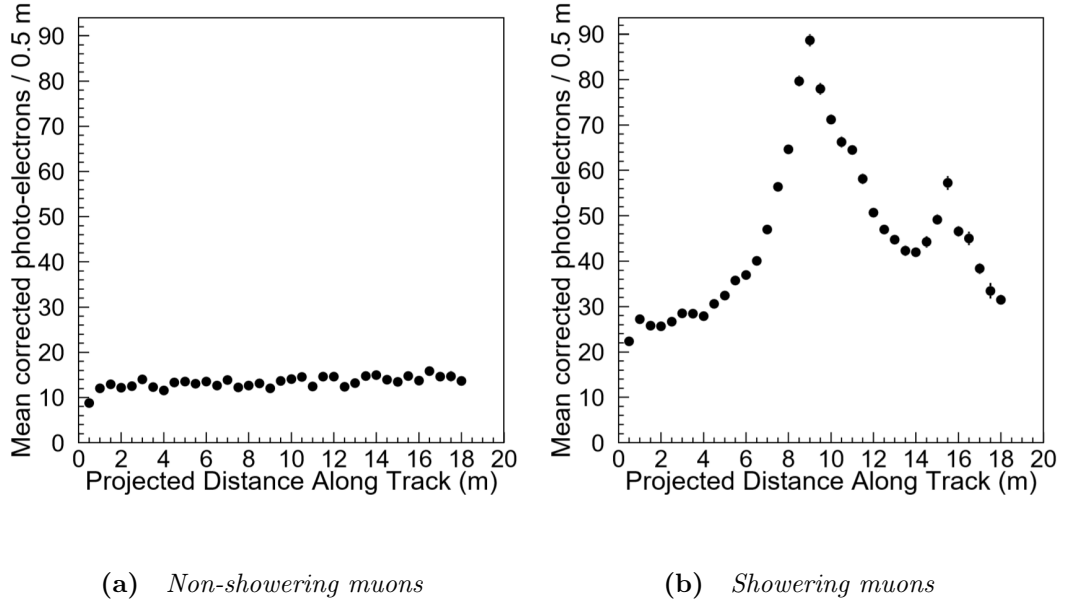 Mean corrected photo-electrons / 0.5 m
90
80
70
60
50
40
30
20
10
0
0 2 4 6 8 10 12 14 16 18 20
Projected Distance Along Track (m)
(a) Non-showering muons
Mean corrected photo-electrons / 0.5 m
90
80
70
60
50
40
30
20
10
0
0 2 4 6 8 10 12 14 16 18 20
Projected Distance Along Track (m)
(b) Showering muons